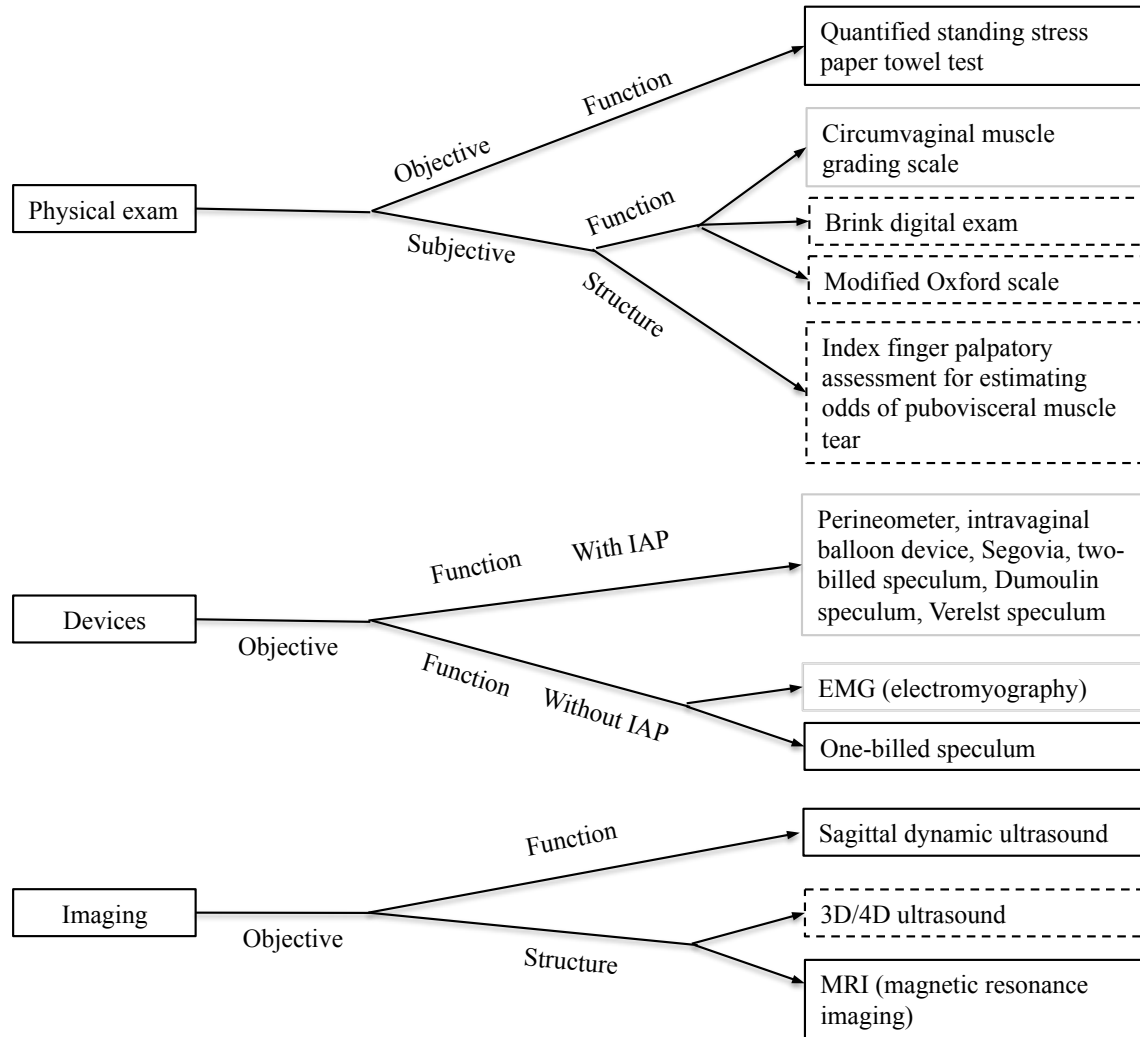 Quantified standing stress
paper towel test
Function
Objective
Circumvaginal muscle
grading scale
Physical exam
Function
Brink digital exam
Subjective
Modified Oxford scale
Structure
Index finger palpatory
assessment for estimating
odds of pubovisceral muscle
tear
Perineometer, intravaginal
balloon device, Segovia, two-
billed speculum, Dumoulin
speculum, Verelst speculum
Function With IAP
Devices
Objective
Function Without IAP
EMG (electromyography)
One-billed speculum
Function
Sagittal dynamic ultrasound
Imaging
Objective
3D/4D ultrasound
Structure
MRI (magnetic resonance
imaging)